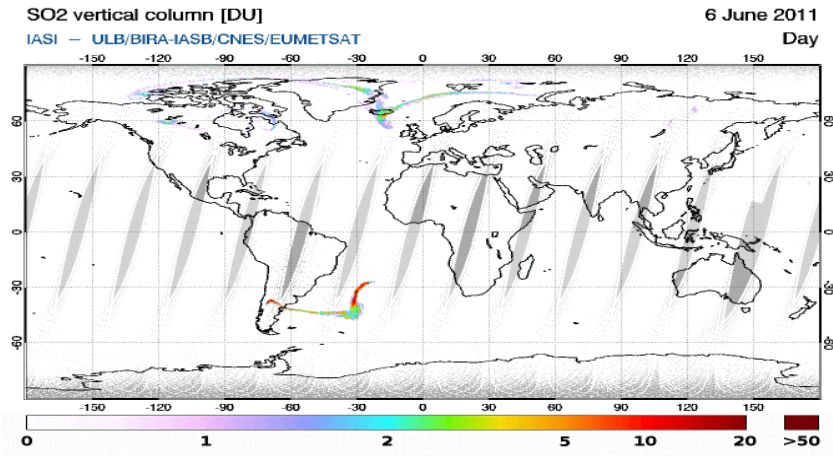 SO2 vertical column [DU] 6 June 2011
IASI – ULB/BIRA-IASB/CNES/EUMETSAT Day
-150 -120 -90 -60 -30 0 30 60 90 120 150
60 60
30 30
0 0
-30 -30
-60 -60
-150 -120 -90 -60 -30 0 30 60 90 120 150
0 1 2 5 10 20 >50